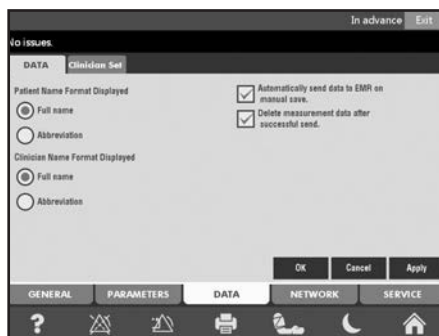 In advance Exit
No issues.
DATA Clinician Set
Patient Name Format Displayed
Full name
Abbreviation
Clinician Name Format Displayed
Full name
Abbreviation
Automatically send data to EMR on
manual save.
Delete measurement data after
successful send.
OK Cancel Apply
GENERAL PARAMETERS DATA NETWORK SERVICE
?